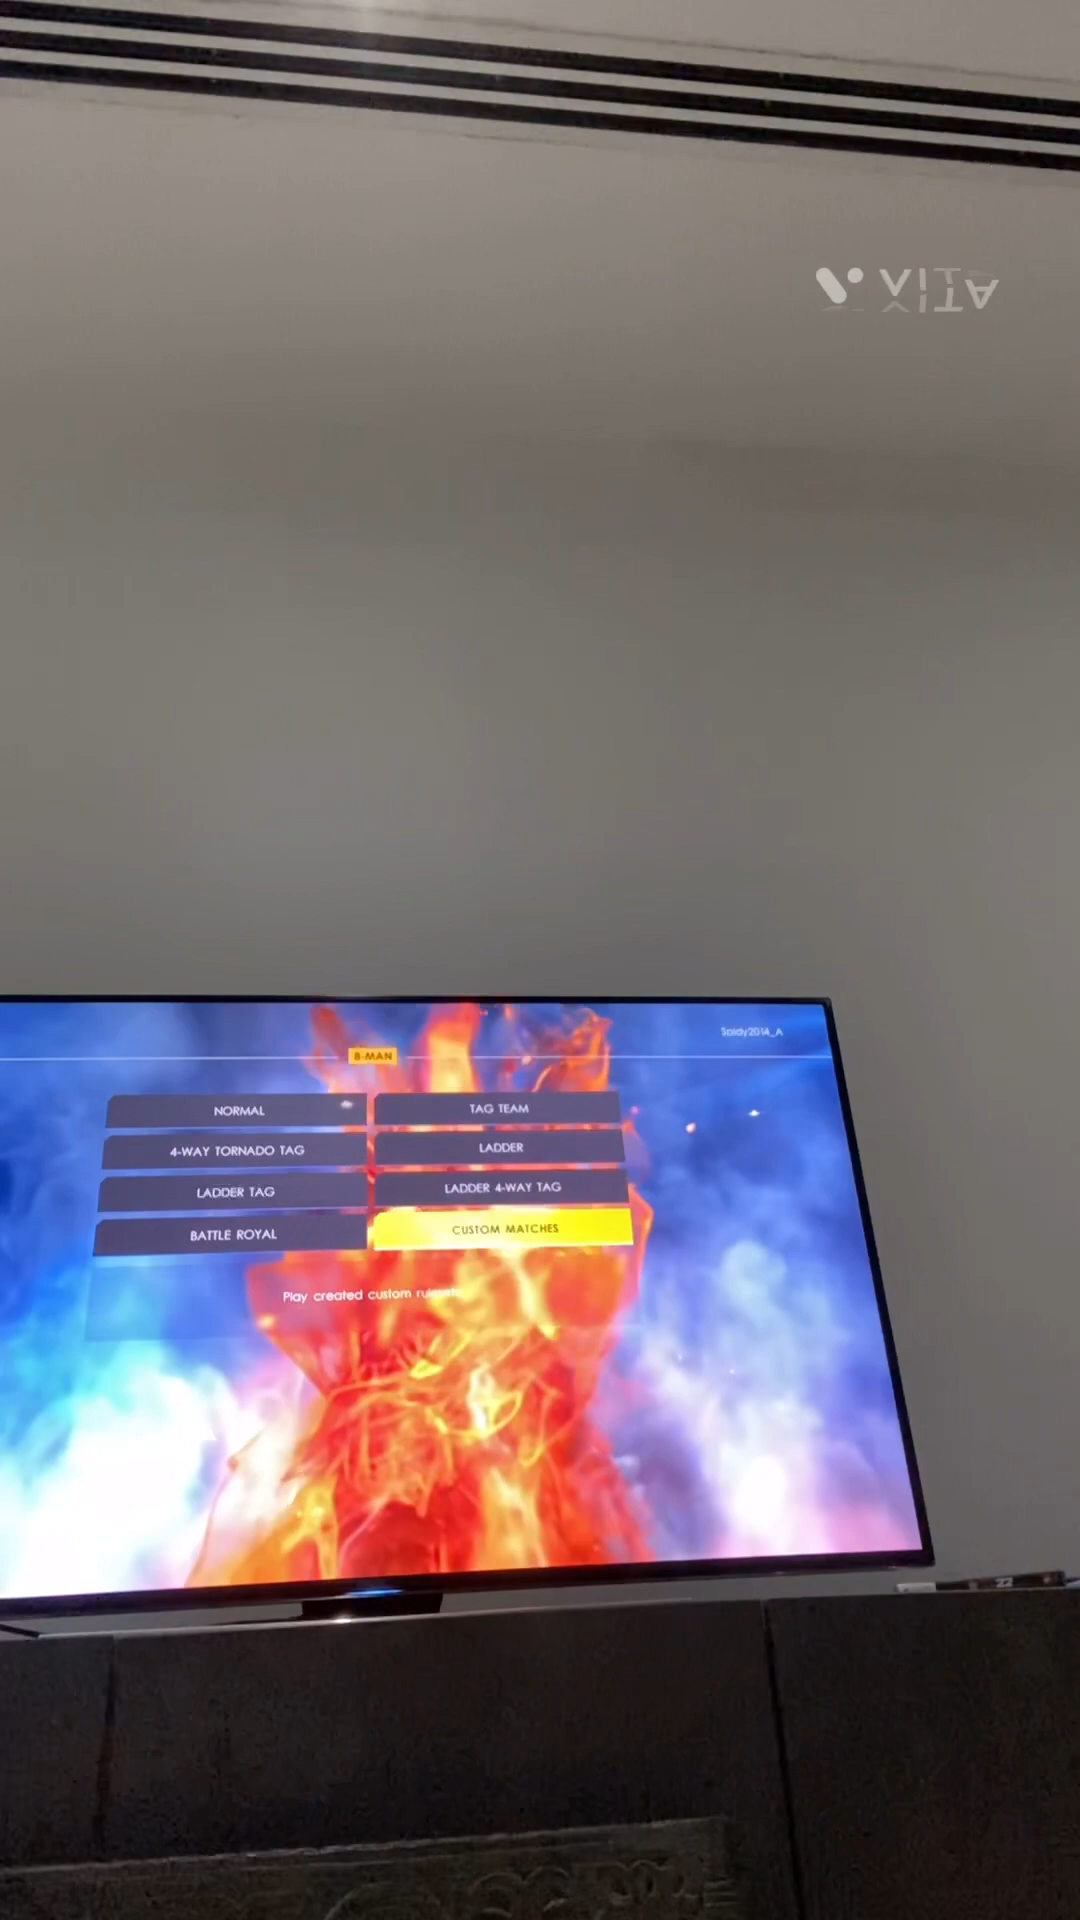 VITA
Spidy2014_A
8-MAN
NORMAL
TAG TEAM
4-WAY TORNADO TAG
LADDER
LADDER TAG
LADDER 4-WAY TAG
BATTLE ROYAL
CUSTOM MATCHES
Play created custom
22